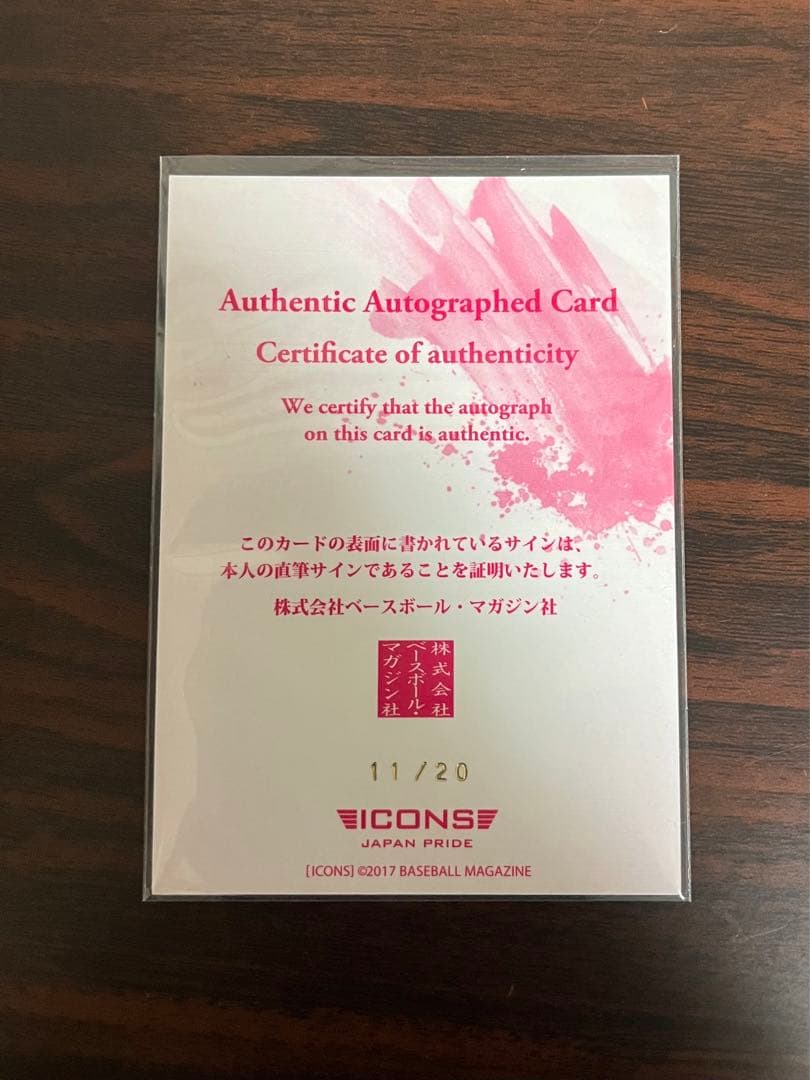 Authentic Autographed Card
Certificate of authenticity
We certify that the autograph
on this card is authentic.
このカードの表面に書かれているサインは、
本人の直筆サインであることを証明いたします。
株式会社ベースボール・マガジン社
株式会社
ベースボール・
マガジン社
11/20
ICONS
JAPAN PRIDE
[ICONS] ©2017 BASEBALL MAGAZINE